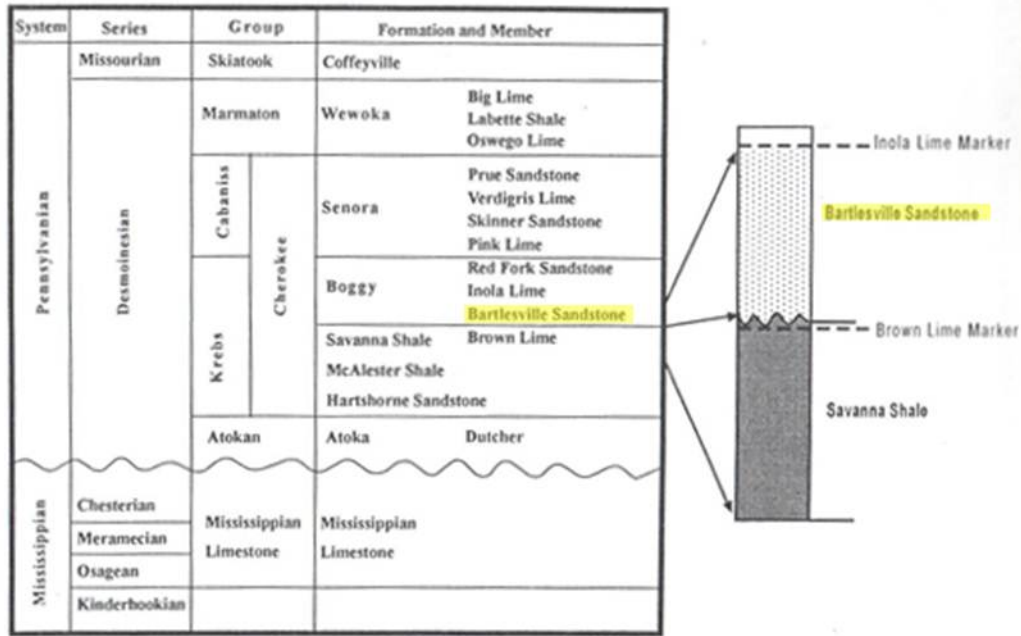 System Series Group Formation and Member
Missourian Skiatook Coffeyville
Pennsylvanian
Desmoinesian
Marmaton Wewoka
Big Lime
Labette Shale
Oswego Lime
Cabaniss
Cherokee
Senora
Prue Sandstone
Verdigris Lime
Skinner Sandstone
Pink Lime
Krebs
Boggy
Red Fork Sandstone
Inola Lime
Bartlesville Sandstone
Savanna Shale Brown Lime
McAlester Shale
Hartshorne Sandstone
Atokan Atoka Dutcher
Mississippian
Chesterian
Meramecian
Osagean
Kinderhookian
Mississippian
Limestone
Mississippian
Limestone
Inola Lime Marker
Bartlesville Sandstone
Brown Lime Marker
Savanna Shale